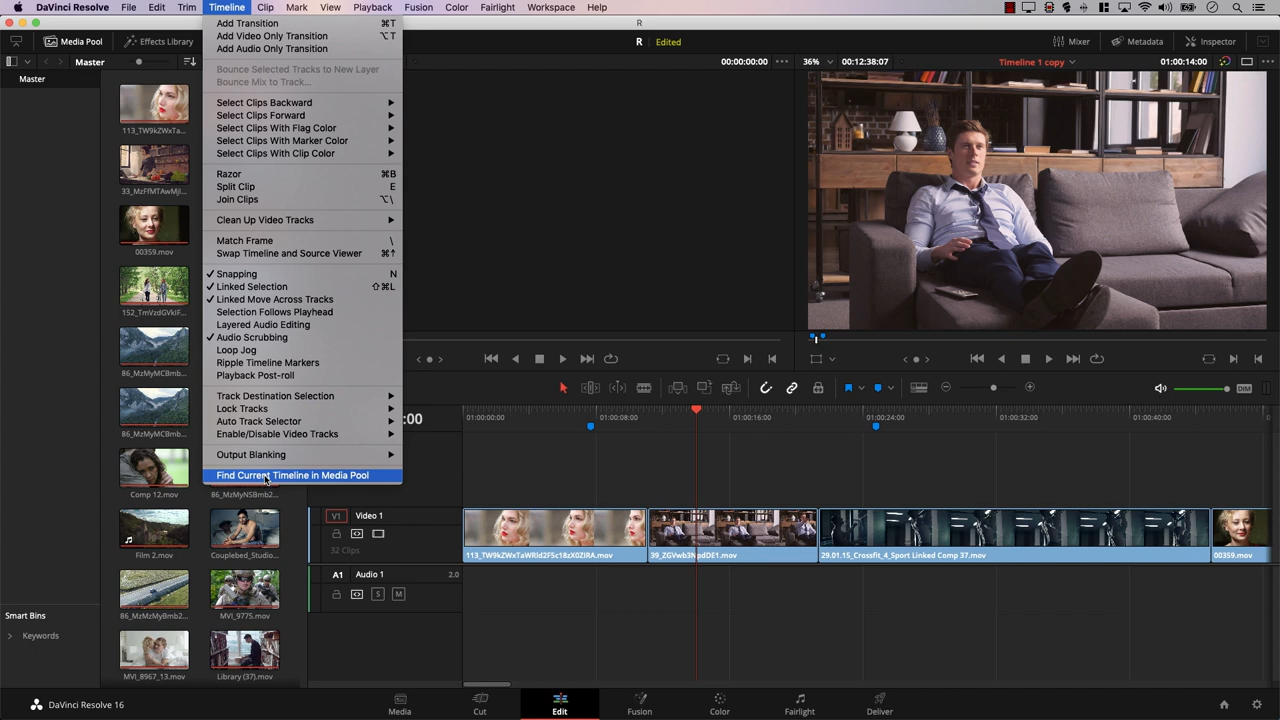 DaVinci Resolve File Edit Trim Timeline Clip Mark View Playback Fusion Color Fairlight Workspace Help
R
Media Pool Effects Library
R Edited
Mixer Metadata Inspector
Master
00:00:00:00
36% 00:12:38:07
Timeline 1 copy
01:00:14:00
Master
Add Transition ⌘T
Add Video Only Transition ⌥T
Add Audio Only Transition
Bounce Selected Tracks to New Layer
Bounce Mix to Track...
Select Clips Backward
Select Clips Forward
Select Clips With Flag Color
Select Clips With Marker Color
Select Clips With Clip Color
Razor ⌘B
Split Clip E
Join Clips ⌥\
Clean Up Video Tracks
Match Frame \
Swap Timeline and Source Viewer ⌘↑
Snapping N
Linked Selection ⇧⌘L
Linked Move Across Tracks
Selection Follows Playhead
Layered Audio Editing
Audio Scrubbing
Loop Jog
Ripple Timeline Markers
Playback Post-roll
Track Destination Selection
Lock Tracks
Auto Track Selector
Enable/Disable Video Tracks
Output Blanking
Find Current Timeline in Media Pool
113_TW9kZWxTa...
33_MzFfMTAwMjI...
00359.mov
152_TmVzdGVkIF...
86_MzMyMCBmb...
86_MzMyMCBmb...
Comp 12.mov
86_MzMyNSBmb2...
Film 2.mov
Couplebed_Studio...
86_MzMzMyBmb2...
MVI_9775.mov
MVI_8967_13.mov
Library (37).mov
Smart Bins
Keywords
DIM
:00
01:00:00:00 01:00:08:00 01:00:16:00 01:00:24:00 01:00:32:00 01:00:40:00
V1 Video 1
32 Clips
113_TW9kZWxTaWRld2F5c18zX0ZIRA.mov
29.01.15_Crossfit_4_Sport Linked Comp 37.mov
00359.mov
A1 Audio 1 2.0
S M
DaVinci Resolve 16
Media Cut Edit Fusion Color Fairlight Deliver